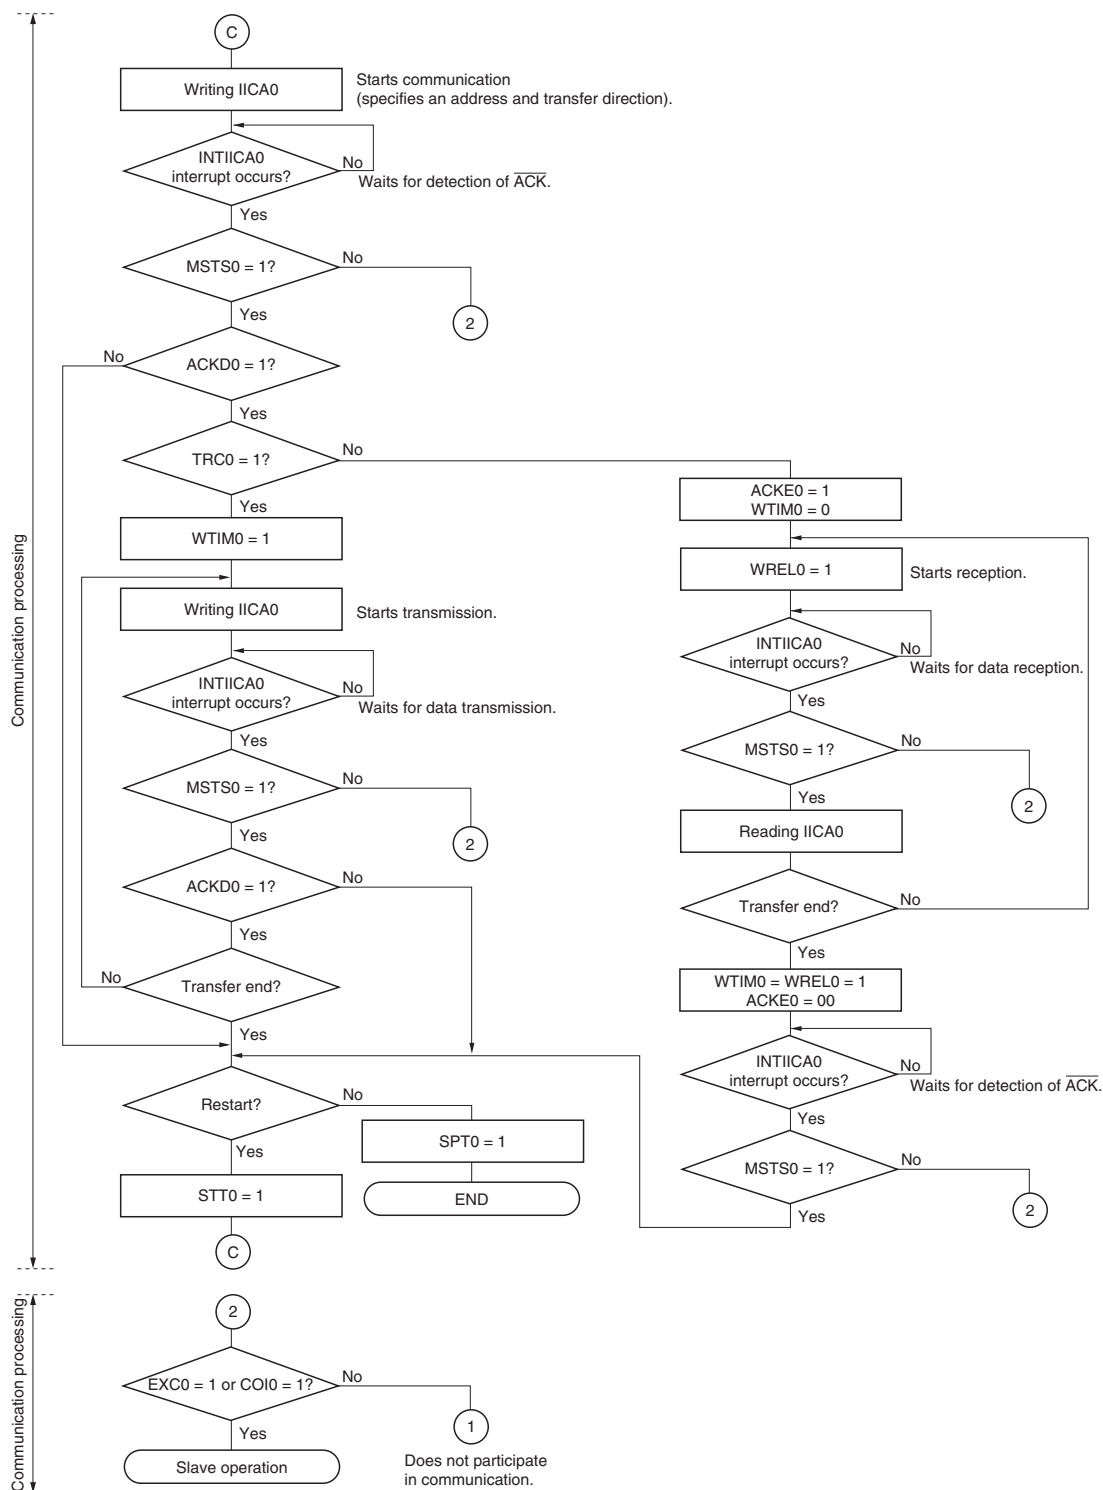 C
Writing IICA0
Starts communication
(specifies an address and transfer direction).
INTIICA0
interrupt occurs?
No
Waits for detection of ACK.
Yes
MSTS0 = 1?
No
2
Yes
No
ACKD0 = 1?
Yes
TRC0 = 1?
No
Yes
WTIM0 = 1
Writing IICA0
Starts transmission.
INTIICA0
interrupt occurs?
No
Waits for data transmission.
Yes
MSTS0 = 1?
No
2
Yes
ACKD0 = 1?
No
Yes
No
Transfer end?
Yes
Restart?
No
SPT0 = 1
END
Yes
STT0 = 1
C
ACKE0 = 1
WTIM0 = 0
WREL0 = 1
Starts reception.
INTIICA0
interrupt occurs?
No
Waits for data reception.
Yes
MSTS0 = 1?
No
2
Yes
Reading IICA0
Transfer end?
No
Yes
WTIM0 = WREL0 = 1
ACKE0 = 00
INTIICA0
interrupt occurs?
No
Waits for detection of ACK.
Yes
MSTS0 = 1?
No
2
Yes
Communication processing
2
EXC0 = 1 or COI0 = 1?
No
1
Does not participate
in communication.
Yes
Slave operation
Communication processing